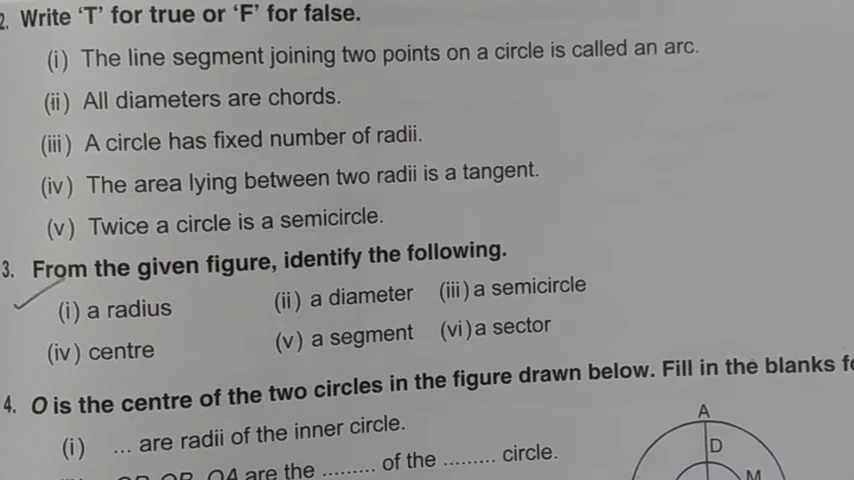 2. Write ‘T’ for true or ‘F’ for false.
(i) The line segment joining two points on a circle is called an arc.
(ii) All diameters are chords.
(iii) A circle has fixed number of radii.
(iv) The area lying between two radii is a tangent.
(v) Twice a circle is a semicircle.
3. From the given figure, identify the following.
(i) a radius (ii) a diameter (iii) a semicircle
(iv) centre (v) a segment (vi) a sector
4. O is the centre of the two circles in the figure drawn below. Fill in the blanks
(i) ... are radii of the inner circle.
OA are the ......... of the ......... circle.
A
D
M